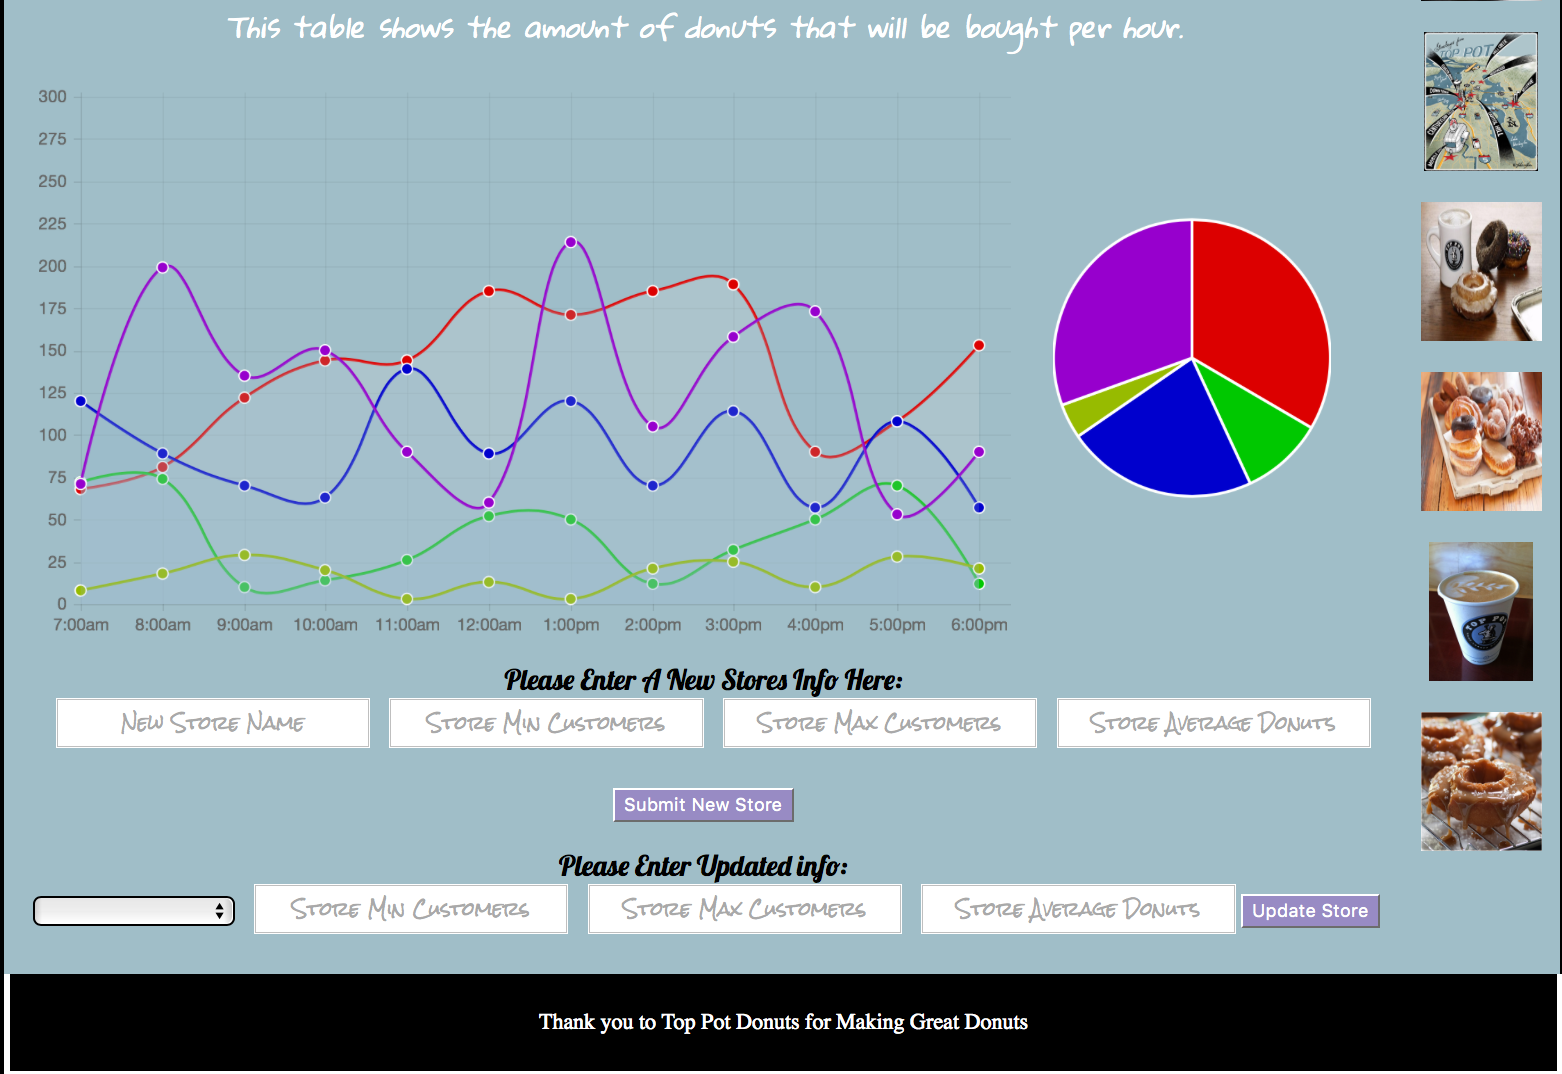 This table shows the amount of donuts that will be bought per hour.
300
275
250
225
200
175
150
125
100
75
50
25
0
7:00am 8:00am 9:00am 10:00am 11:00am 12:00am 1:00pm 2:00pm 3:00pm 4:00pm 5:00pm 6:00pm
TOP POT
TOP POT
Please Enter A New Stores Info Here:
New Store Name Store Min Customers Store Max Customers Store Average Donuts
Submit New Store
Please Enter Updated info:
Store Min Customers Store Max Customers Store Average Donuts Update Store
Thank you to Top Pot Donuts for Making Great Donuts